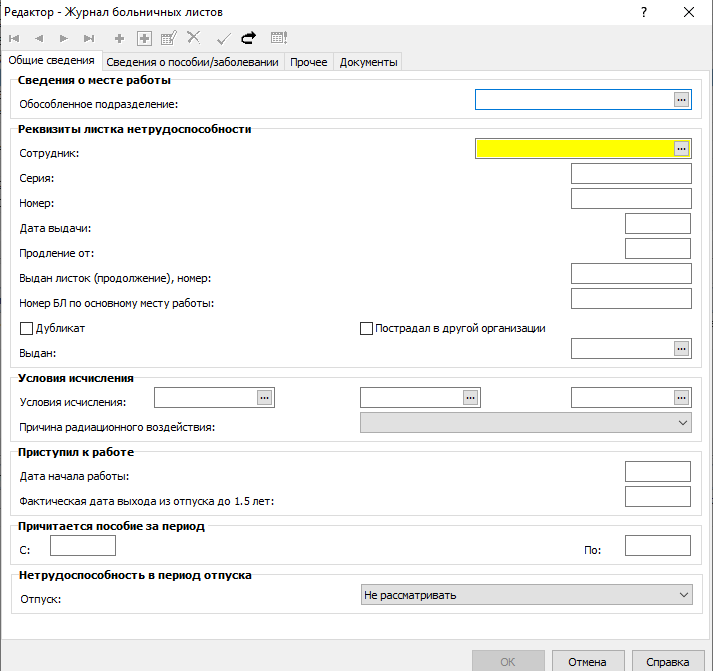 Редактор - Журнал больничных листов
Общие сведения Сведения о пособии/заболевании Прочее Документы
Сведения о месте работы
Обособленное подразделение:
Реквизиты листка нетрудоспособности
Сотрудник:
Серия:
Номер:
Дата выдачи:
Продление от:
Выдан листок (продолжение), номер:
Номер БЛ по основному месту работы:
Дубликат Пострадал в другой организации
Выдан:
Условия исчисления
Условия исчисления:
Причина радиационного воздействия:
Приступил к работе
Дата начала работы:
Фактическая дата выхода из отпуска до 1.5 лет:
Причитается пособие за период
С: По:
Нетрудоспособность в период отпуска
Отпуск: Не рассматривать
ОК Отмена Справка